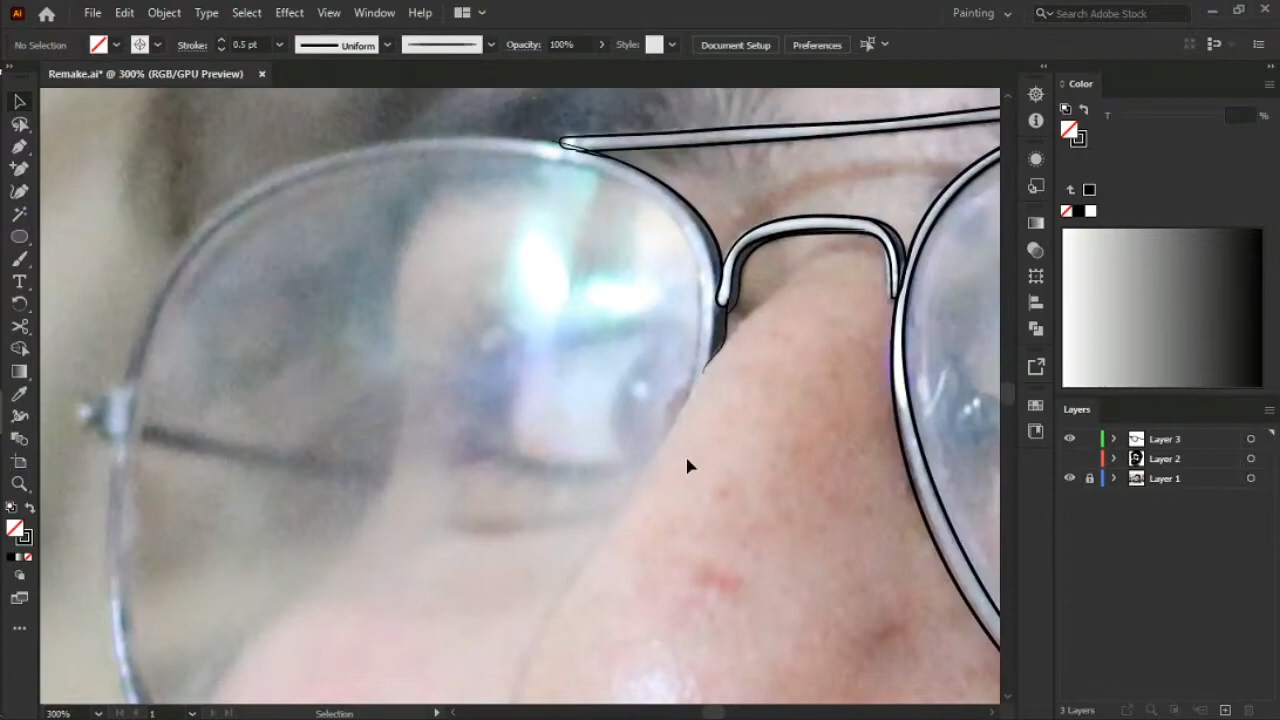 Ai File Edit Object Type Select Effect View Window Help Painting Search Adobe Stock
No Selection Stroke: 0.5 pt Uniform Opacity: 100% Style: Document Setup Preferences
Remake.ai* @ 300% (RGB/GPU Preview)
Color
T %
Layers
Layer 3
Layer 2
Layer 1
300% 1 Selection 3 Layers